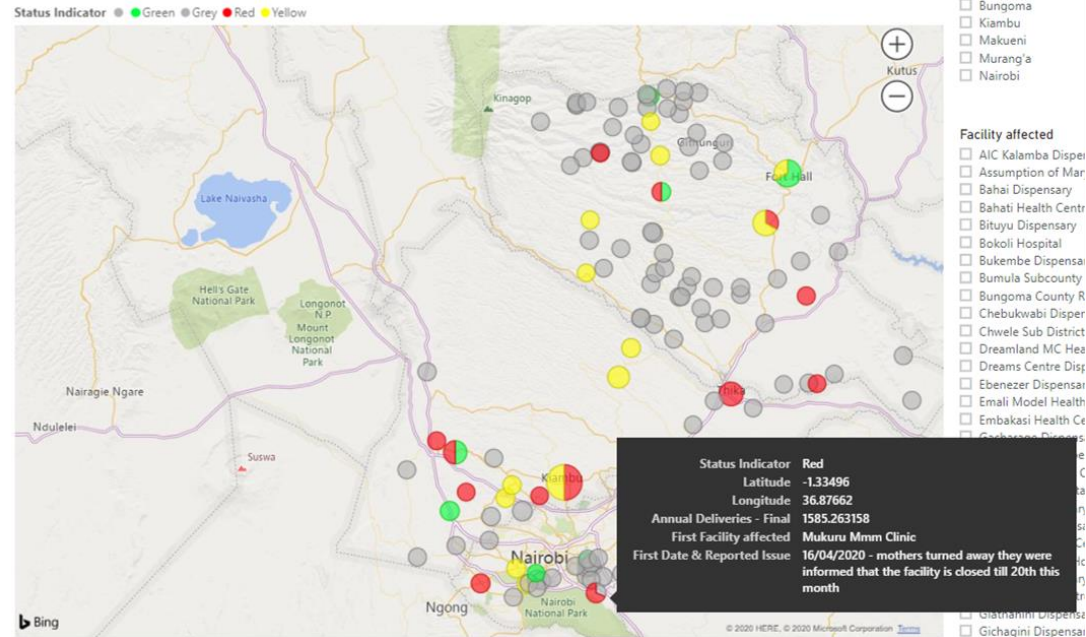 Status Indicator Green Grey Red Yellow
Bungoma
Kiambu
Makueni
Murang'a
Nairobi
Kutus
Kinagop
Githunguri
Fort Hall
Lake Naivasha
Hell's Gate
National Park
Longonot
N.P.
Mount
Longonot
National
Park
Nairagie Ngare
Ndulelei
Suswa
Thika
Kiambu
Nairobi
Ngong
Nairobi
National Park
Facility affected
AIC Kalamba Dispen
Assumption of Mary
Bahai Dispensary
Bahati Health Centr
Bituyu Dispensary
Bokoli Hospital
Bukembe Dispensar
Bumula Subcounty
Bungoma County R
Chebukwabi Dispen
Chwele Sub District
Dreamland MC Hea
Dreams Centre Disp
Ebenezer Dispensar
Emali Model Health
Embakasi Health Ce
Gacharage Dispensa
Status Indicator Red
Latitude -1.33496
Longitude 36.87662
Annual Deliveries - Final 1585.263158
First Facility affected Mukuru Mmm Clinic
First Date & Reported Issue 16/04/2020 - mothers turned away they were
informed that the facility is closed till 20th this
month
Gichagini Dispensar
Bing
© 2020 HERE, © 2020 Microsoft Corporation Terms